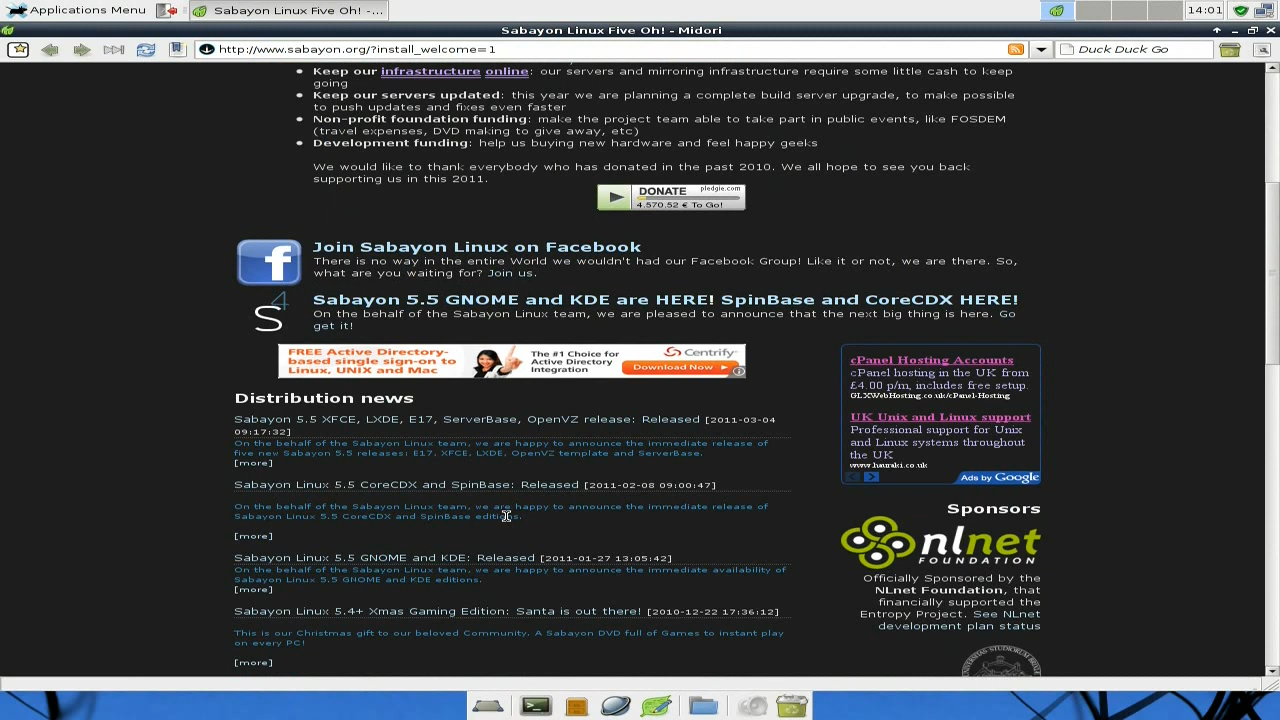 Applications Menu
Sabayon Linux Five Oh! -...
14:01
Sabayon Linux Five Oh! - Midori
http://www.sabayon.org/?install_welcome=1
Duck Duck Go
Keep our infrastructure online: our servers and mirroring infrastructure require some little cash to keep
going
Keep our servers updated: this year we are planning a complete build server upgrade, to make possible
to push updates and fixes even faster
Non-profit foundation funding: make the project team able to take part in public events, like FOSDEM
(travel expenses, DVD making to give away, etc)
Development funding: help us buying new hardware and feel happy geeks
We would like to thank everybody who has donated in the past 2010. We all hope to see you back
supporting us in this 2011.
DONATE pledgie.com
4.570.52 € To Go!
Join Sabayon Linux on Facebook
There is no way in the entire World we wouldn't had our Facebook Group! Like it or not, we are there. So,
what are you waiting for? Join us.
Sabayon 5.5 GNOME and KDE are HERE! SpinBase and CoreCDX HERE!
On the behalf of the Sabayon Linux team, we are pleased to announce that the next big thing is here. Go
get it!
FREE Active Directory-
based single sign-on to
Linux, UNIX and Mac
The #1 Choice for
Active Directory
Integration
Centrify
Download Now
Distribution news
Sabayon 5.5 XFCE, LXDE, E17, ServerBase, OpenVZ release: Released [2011-03-04
09:17:32]
On the behalf of the Sabayon Linux team, we are happy to announce the immediate release of
five new Sabayon 5.5 releases: E17, XFCE, LXDE, OpenVZ template and ServerBase.
[more]
Sabayon Linux 5.5 CoreCDX and SpinBase: Released [2011-02-08 09:00:47]
On the behalf of the Sabayon Linux team, we are happy to announce the immediate release of
Sabayon Linux 5.5 CoreCDX and SpinBase editions.
[more]
Sabayon Linux 5.5 GNOME and KDE: Released [2011-01-27 13:05:42]
On the behalf of the Sabayon Linux team, we are happy to announce the immediate availability of
Sabayon Linux 5.5 GNOME and KDE editions.
[more]
Sabayon Linux 5.4+ Xmas Gaming Edition: Santa is out there! [2010-12-22 17:36:12]
This is our Christmas gift to our beloved Community. A Sabayon DVD full of Games to instant play
on every PC!
[more]
cPanel Hosting Accounts
cPanel hosting in the UK from
£4.00 p/m, includes free setup.
GLXWebHosting.co.uk/cPanel-Hosting
UK Unix and Linux support
Professional support for Unix
and Linux systems throughout
the UK
www.hauraki.co.uk
Ads by Google
Sponsors
nlnet
FOUNDATION
Officially Sponsored by the
NLnet Foundation, that
financially supported the
Entropy Project. See NLnet
development plan status